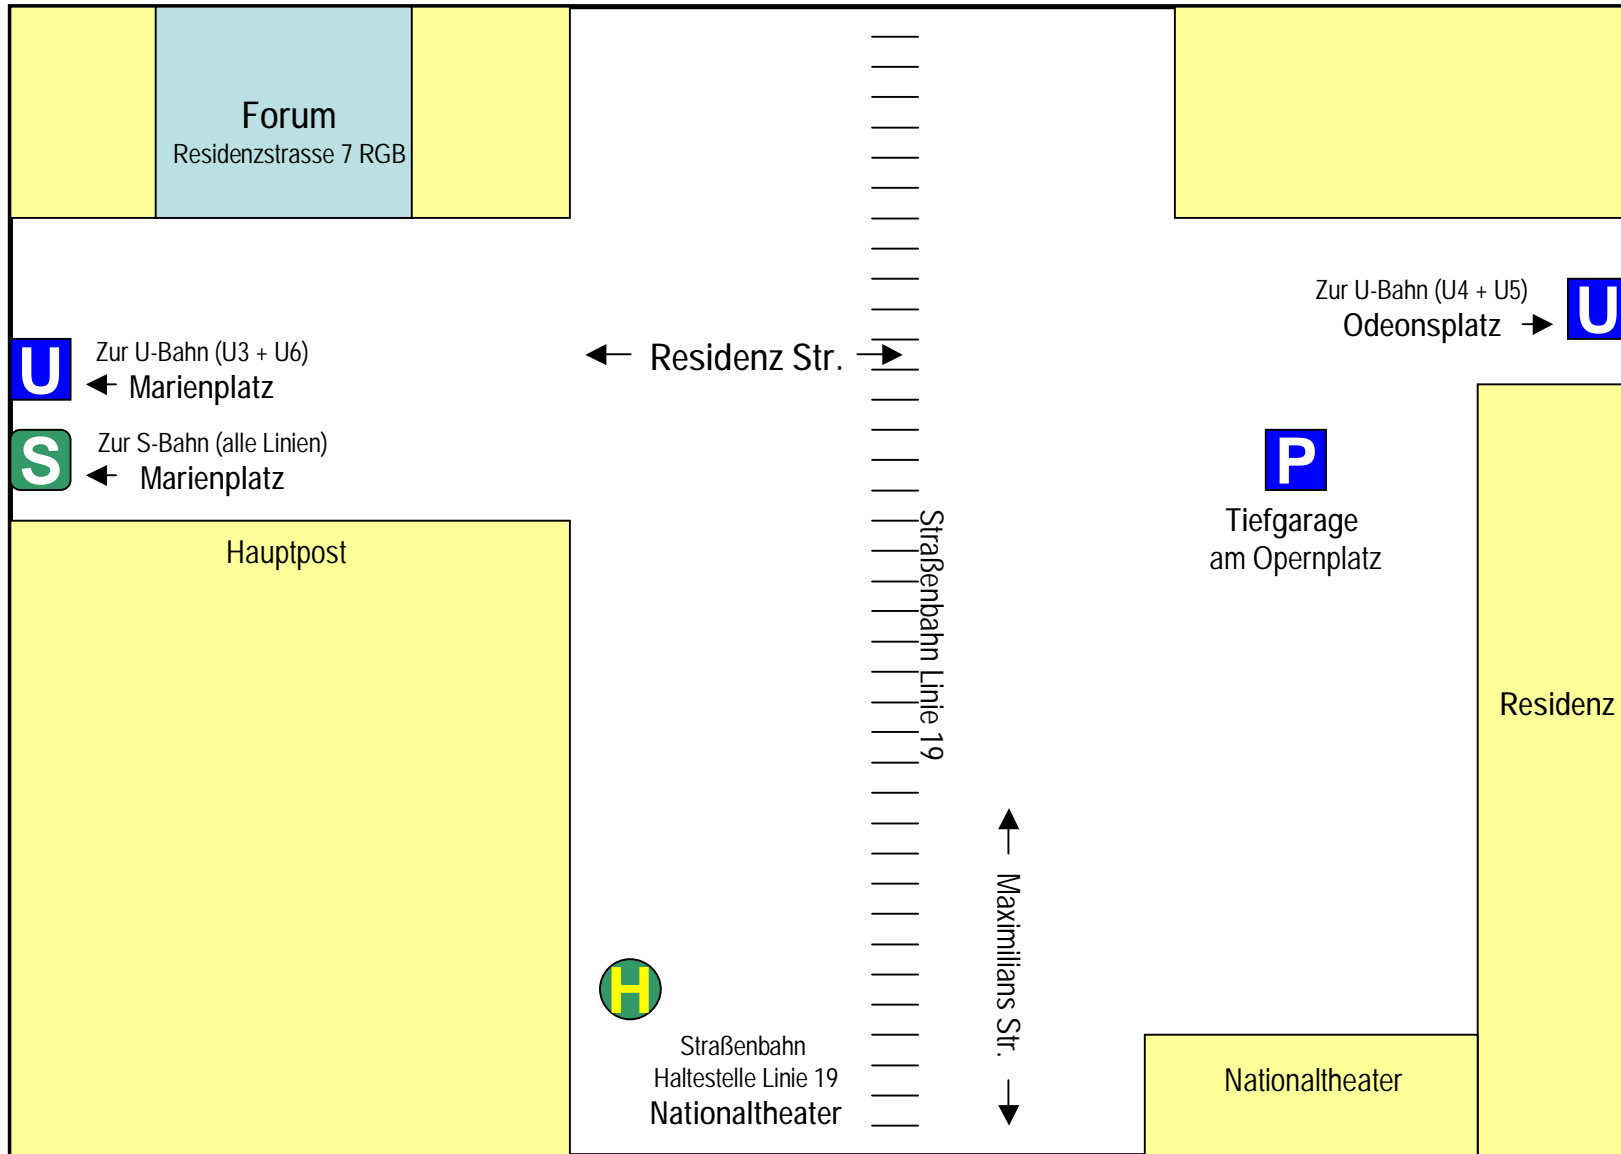 Forum
Residenzstrasse 7 RGB
Zur U-Bahn (U4 + U5)
Odeonsplatz
U
U
Zur U-Bahn (U3 + U6)
Marienplatz
Residenz Str.
S
Zur S-Bahn (alle Linien)
Marienplatz
P
Tiefgarage
am Opernplatz
Hauptpost
Straßenbahn Linie 19
Residenz
Maximilians Str.
H
Straßenbahn
Haltestelle Linie 19
Nationaltheater
Nationaltheater